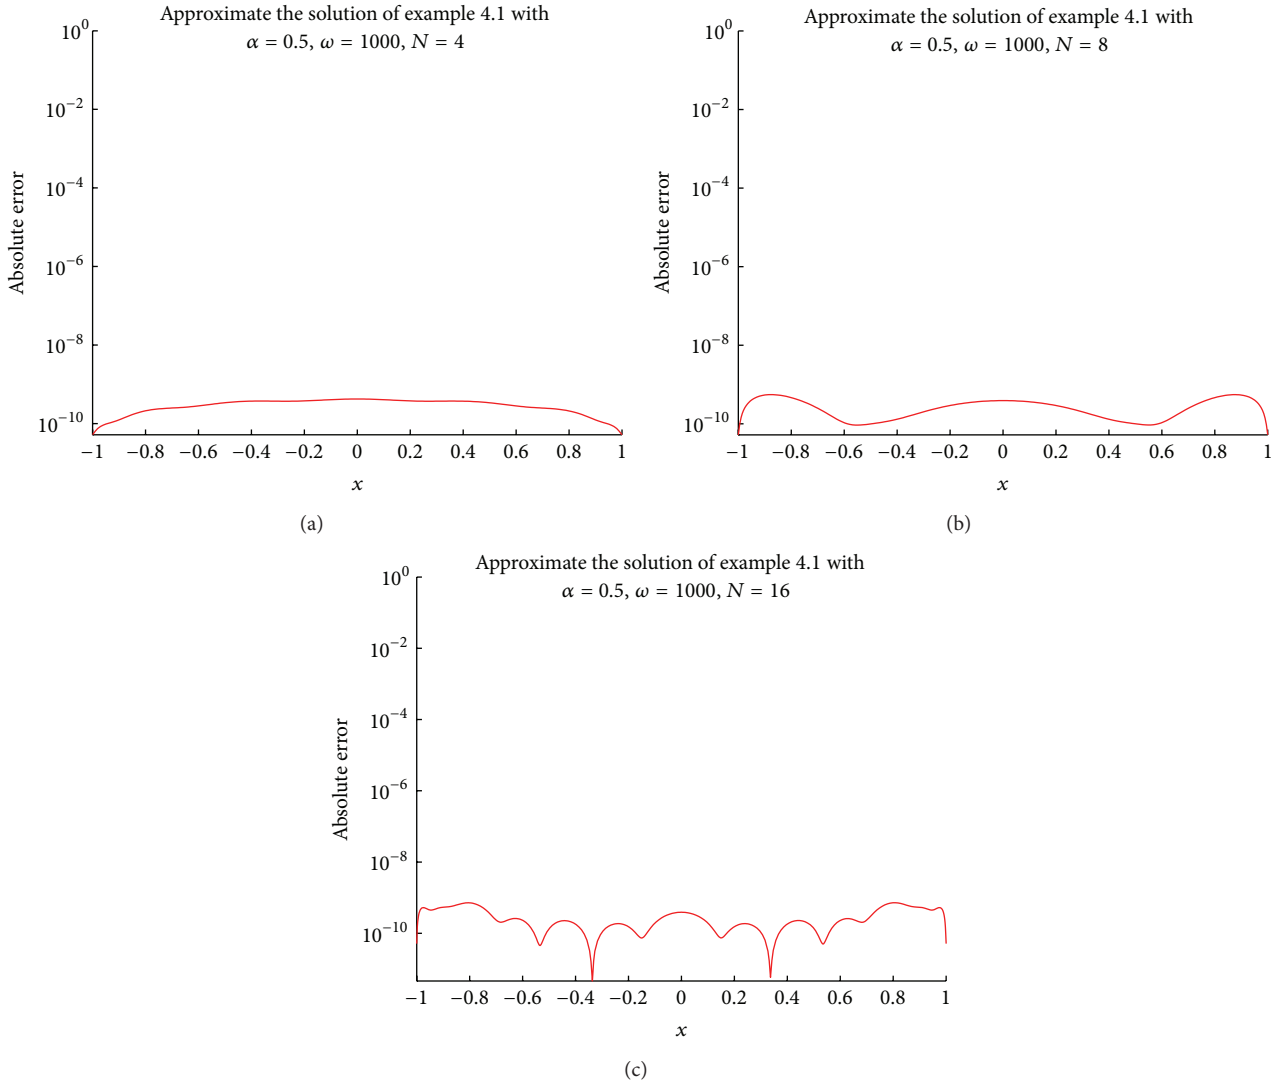 Approximate the solution of example 4.1 with
α = 0.5, ω = 1000, N = 4
10^0
10^−2
10^−4
10^−6
10^−8
10^−10
Absolute error
−1 −0.8 −0.6 −0.4 −0.2 0 0.2 0.4 0.6 0.8 1
x
(a)
Approximate the solution of example 4.1 with
α = 0.5, ω = 1000, N = 8
10^0
10^−2
10^−4
10^−6
10^−8
10^−10
Absolute error
−1 −0.8 −0.6 −0.4 −0.2 0 0.2 0.4 0.6 0.8 1
x
(b)
Approximate the solution of example 4.1 with
α = 0.5, ω = 1000, N = 16
10^0
10^−2
10^−4
10^−6
10^−8
10^−10
Absolute error
−1 −0.8 −0.6 −0.4 −0.2 0 0.2 0.4 0.6 0.8 1
x
(c)